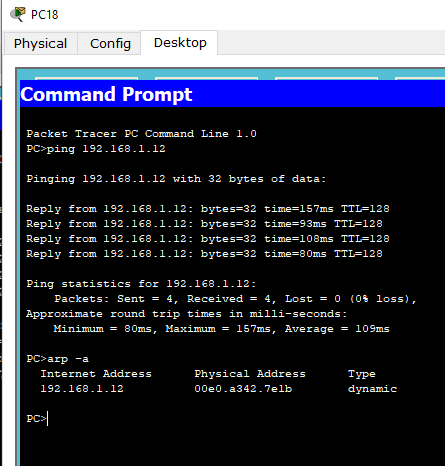 PC18
Physical Config Desktop
Command Prompt
Packet Tracer PC Command Line 1.0
PC>ping 192.168.1.12
Pinging 192.168.1.12 with 32 bytes of data:
Reply from 192.168.1.12: bytes=32 time=157ms TTL=128
Reply from 192.168.1.12: bytes=32 time=93ms TTL=128
Reply from 192.168.1.12: bytes=32 time=108ms TTL=128
Reply from 192.168.1.12: bytes=32 time=80ms TTL=128
Ping statistics for 192.168.1.12:
Packets: Sent = 4, Received = 4, Lost = 0 (0% loss),
Approximate round trip times in milli-seconds:
Minimum = 80ms, Maximum = 157ms, Average = 109ms
PC>arp -a
Internet Address Physical Address Type
192.168.1.12 00e0.a342.7e1b dynamic
PC>